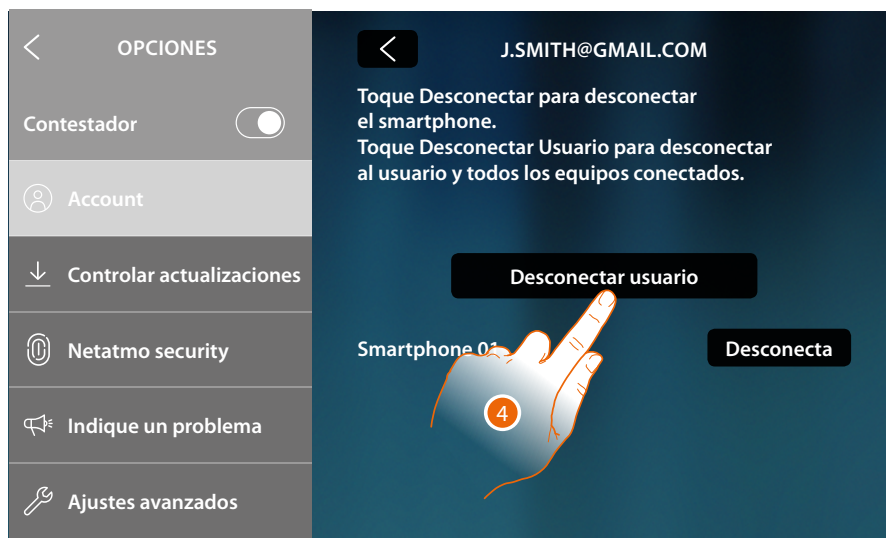 OPCIONES
Contestador
Account
Controlar actualizaciones
Netatmo security
Indique un problema
Ajustes avanzados
J.SMITH@GMAIL.COM
Toque Desconectar para desconectar
el smartphone.
Toque Desconectar Usuario para desconectar
al usuario y todos los equipos conectados.
Desconectar usuario
Smartphone 01
Desconecta
4